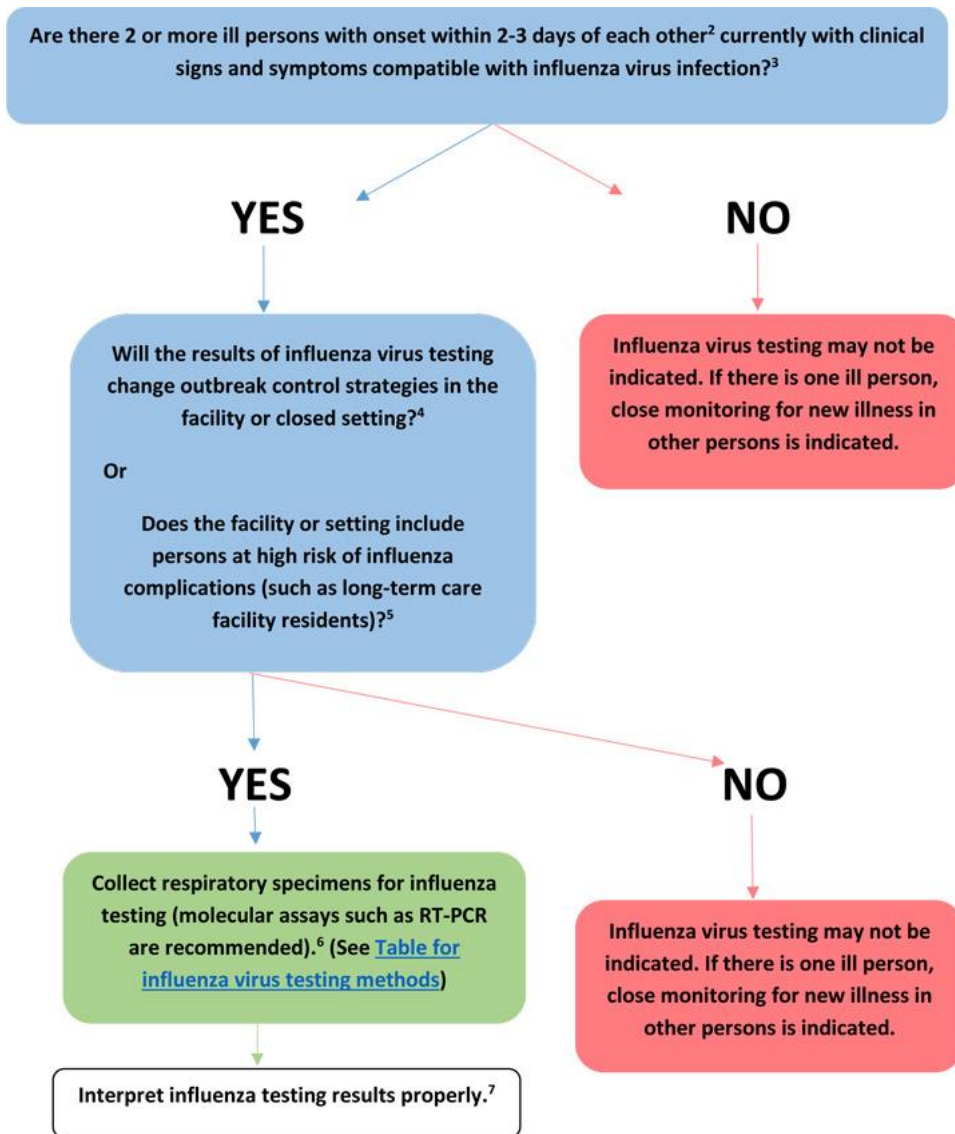 Are there 2 or more ill persons with onset within 2-3 days of each other² currently with clinical
signs and symptoms compatible with influenza virus infection?³
YES
NO
Will the results of influenza virus testing
change outbreak control strategies in the
facility or closed setting?⁴
Or
Does the facility or setting include
persons at high risk of influenza
complications (such as long-term care
facility residents)?⁵
Influenza virus testing may not be
indicated. If there is one ill person,
close monitoring for new illness in
other persons is indicated.
YES
NO
Collect respiratory specimens for influenza
testing (molecular assays such as RT-PCR
are recommended).⁶ (See Table for
influenza virus testing methods)
Influenza virus testing may not be
indicated. If there is one ill person,
close monitoring for new illness in
other persons is indicated.
Interpret influenza testing results properly.⁷